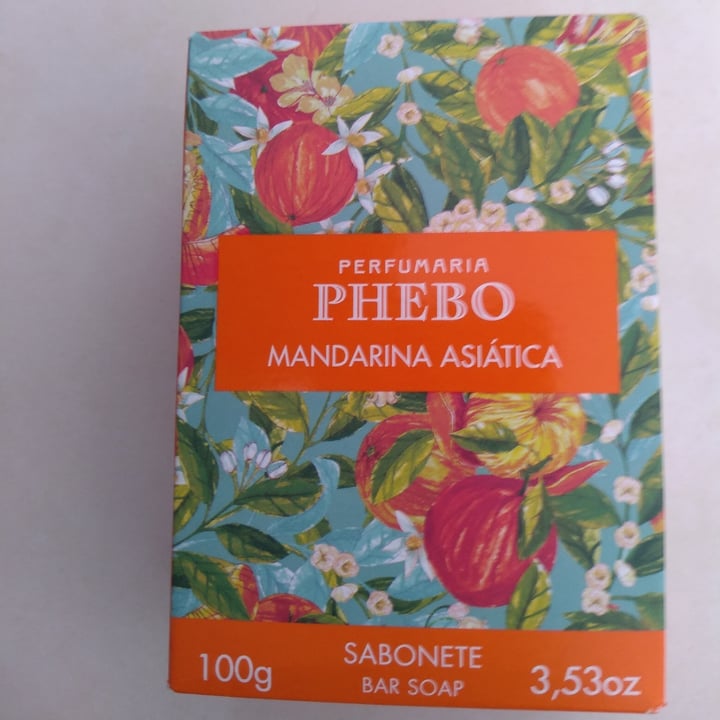 PERFUMARIA
PHEBO
MANDARINA ASIÁTICA
100g
SABONETE
BAR SOAP
3,53oz